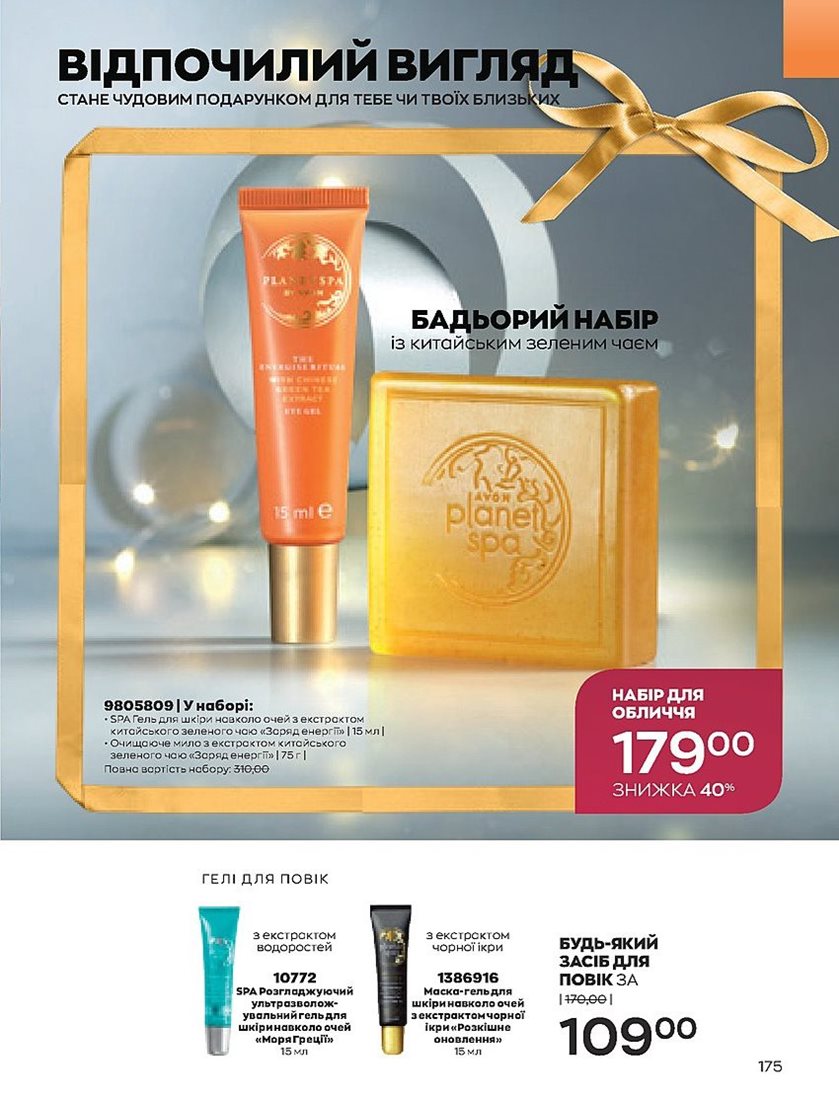 ВІДПОЧИЛИЙ ВИГЛЯД
СТАНЕ ЧУДОВИМ ПОДАРУНКОМ ДЛЯ ТЕБЕ ЧИ ТВОЇХ БЛИЗЬКИХ
PLANET SPA
BY AVON
THE
ENERGISE RITUAL
WITH CHINESE
GREEN TEA
EXTRACT
EYE GEL
15 ml e
БАДЬОРИЙ НАБІР
із китайським зеленим чаєм
AVON
planet
spa
9805809 | У наборі:
• SPA Гель для шкіри навколо очей з екстрактом
китайського зеленого чаю «Заряд енергії» | 15 мл |
• Очищаюче мило з екстрактом китайського
зеленого чаю «Заряд енергії» | 75 г |
Повна вартість набору: 310,00
НАБІР ДЛЯ
ОБЛИЧЧЯ
179⁰⁰
ЗНИЖКА 40%
ГЕЛІ ДЛЯ ПОВІК
з екстрактом
водоростей
10772
SPA Розгладжуючий
ультразволож-
увальний гель для
шкіри навколо очей
«Моря Греції»
15 мл
з екстрактом
чорної ікри
1386916
Маска-гель для
шкіри навколо очей
з екстрактом чорної
ікри «Розкішне
оновлення»
15 мл
БУДЬ-ЯКИЙ
ЗАСІБ ДЛЯ
ПОВІК ЗА
| 170,00 |
109⁰⁰
175